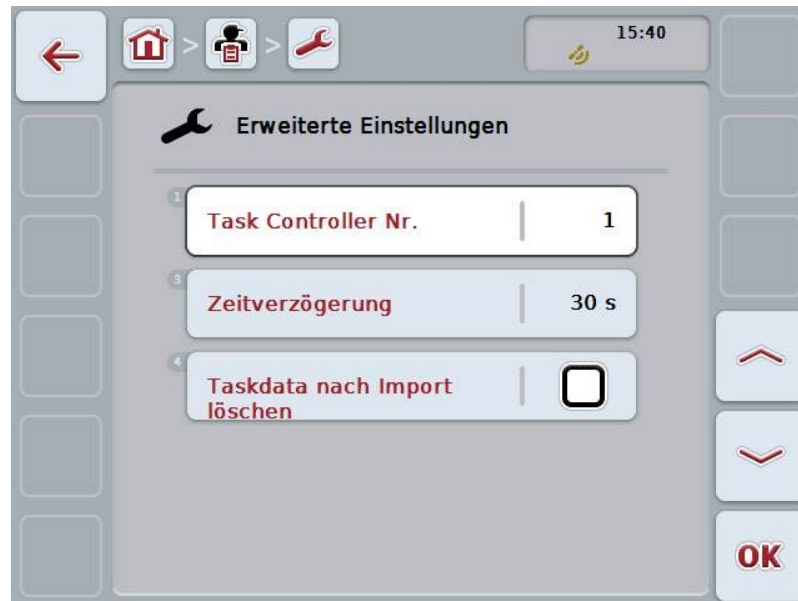 > >
15:40
Erweiterte Einstellungen
1
Task Controller Nr. 1
3
Zeitverzögerung 30 s
4
Taskdata nach Import
löschen
OK